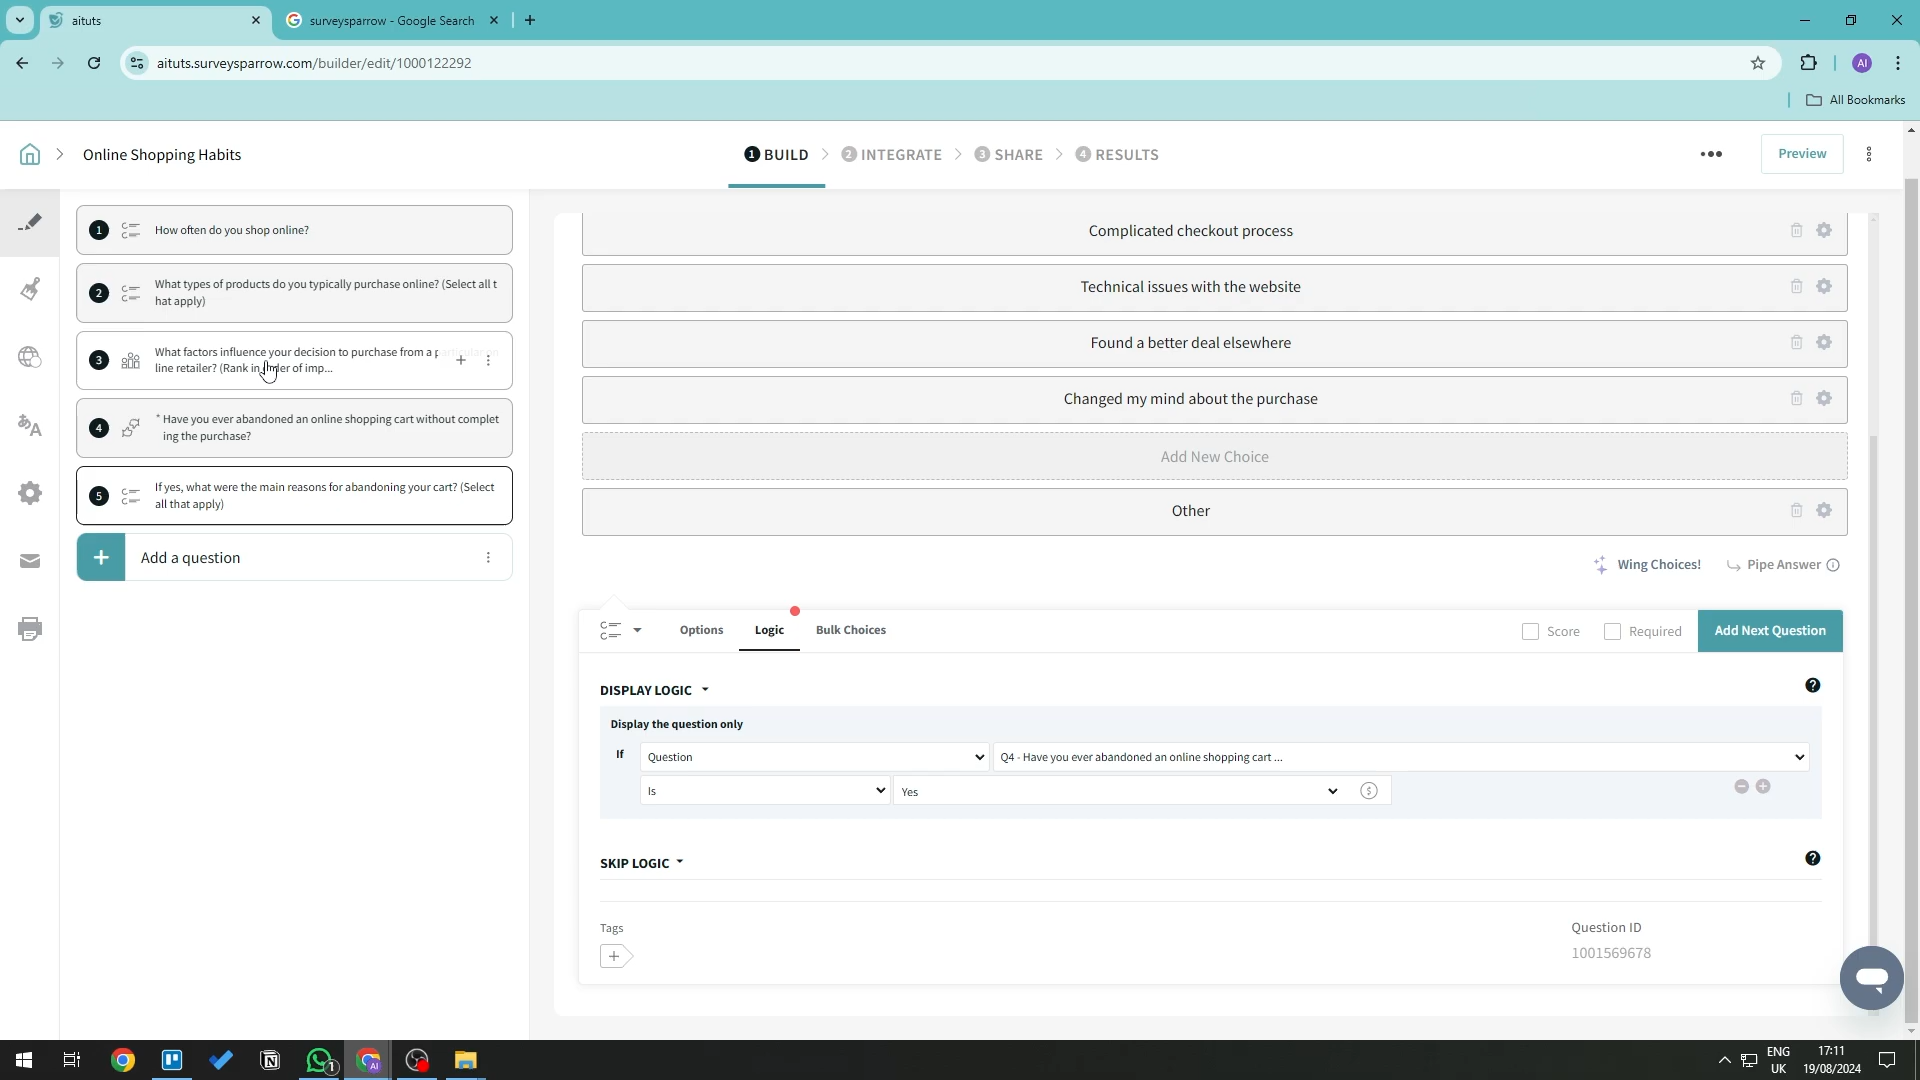 aituts
surveysparrow - Google Search
aituts.surveysparrow.com/builder/edit/1000122292
AI
All Bookmarks
Online Shopping Habits
1 BUILD
2 INTEGRATE
3 SHARE
4 RESULTS
Preview
1 How often do you shop online?
2 What types of products do you typically purchase online? (Select all t
hat apply)
3 What factors influence your decision to purchase from a particular on
line retailer? (Rank in order of imp...
4 * Have you ever abandoned an online shopping cart without complet
ing the purchase?
5 If yes, what were the main reasons for abandoning your cart? (Select
all that apply)
+ Add a question
Complicated checkout process
Technical issues with the website
Found a better deal elsewhere
Changed my mind about the purchase
Add New Choice
Other
Wing Choices!
Pipe Answer
Options
Logic
Bulk Choices
Score
Required
Add Next Question
DISPLAY LOGIC
Display the question only
If
Question
Q4 - Have you ever abandoned an online shopping cart ...
Is
Yes
$
SKIP LOGIC
Tags
Question ID
1001569678
1
AI
ENG
UK
17:11
19/08/2024